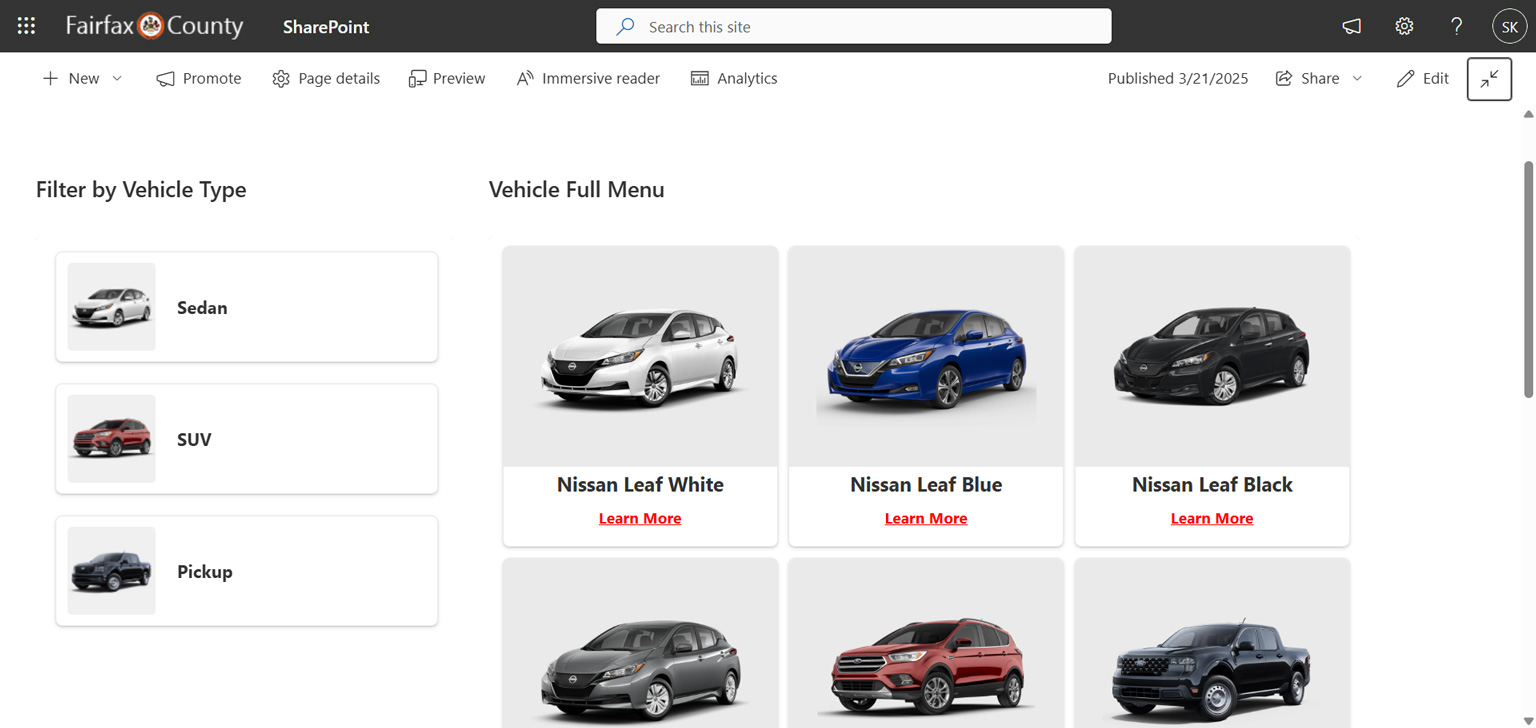 Fairfax County SharePoint Search this site ? SK
New Promote Page details Preview Immersive reader Analytics Published 3/21/2025 Share Edit
Filter by Vehicle Type
Vehicle Full Menu
Sedan
SUV
Pickup
Nissan Leaf White
Learn More
Nissan Leaf Blue
Learn More
Nissan Leaf Black
Learn More